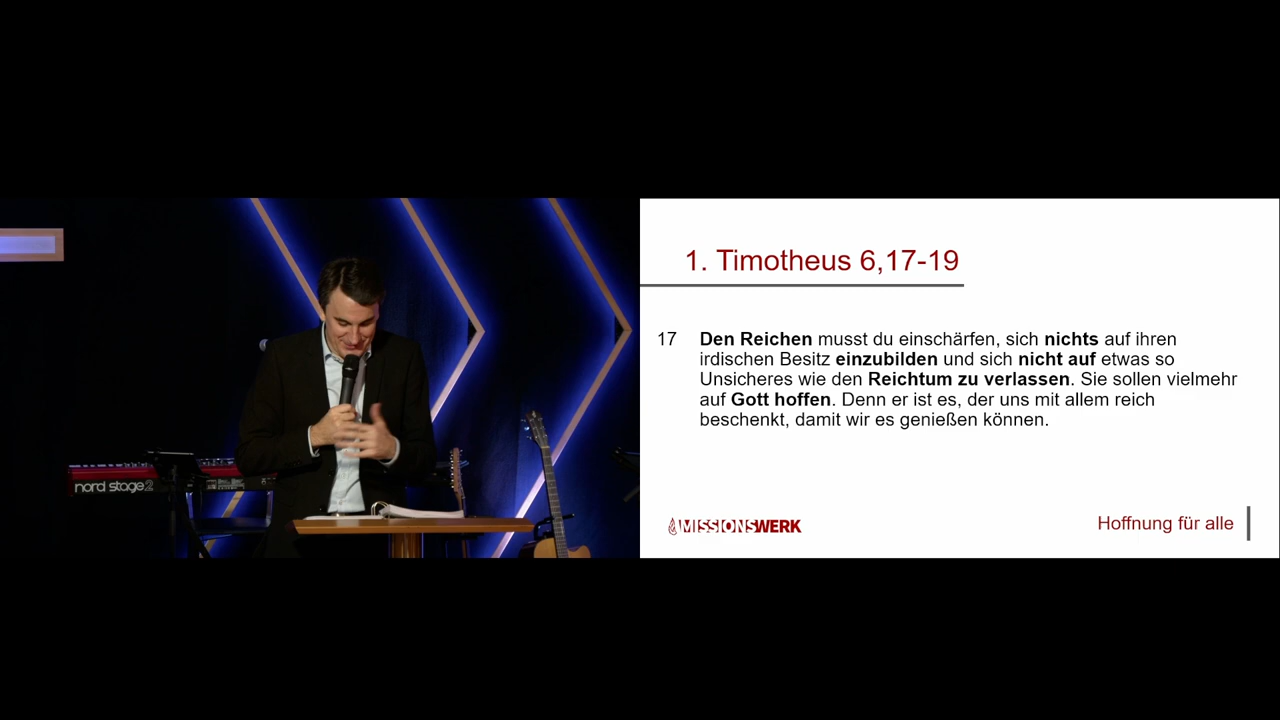 nord stage 2
1. Timotheus 6,17-19
17 Den Reichen musst du einschärfen, sich nichts auf ihren
irdischen Besitz einzubilden und sich nicht auf etwas so
Unsicheres wie den Reichtum zu verlassen. Sie sollen vielmehr
auf Gott hoffen. Denn er ist es, der uns mit allem reich
beschenkt, damit wir es genießen können.
MISSIONSWERK
Hoffnung für alle